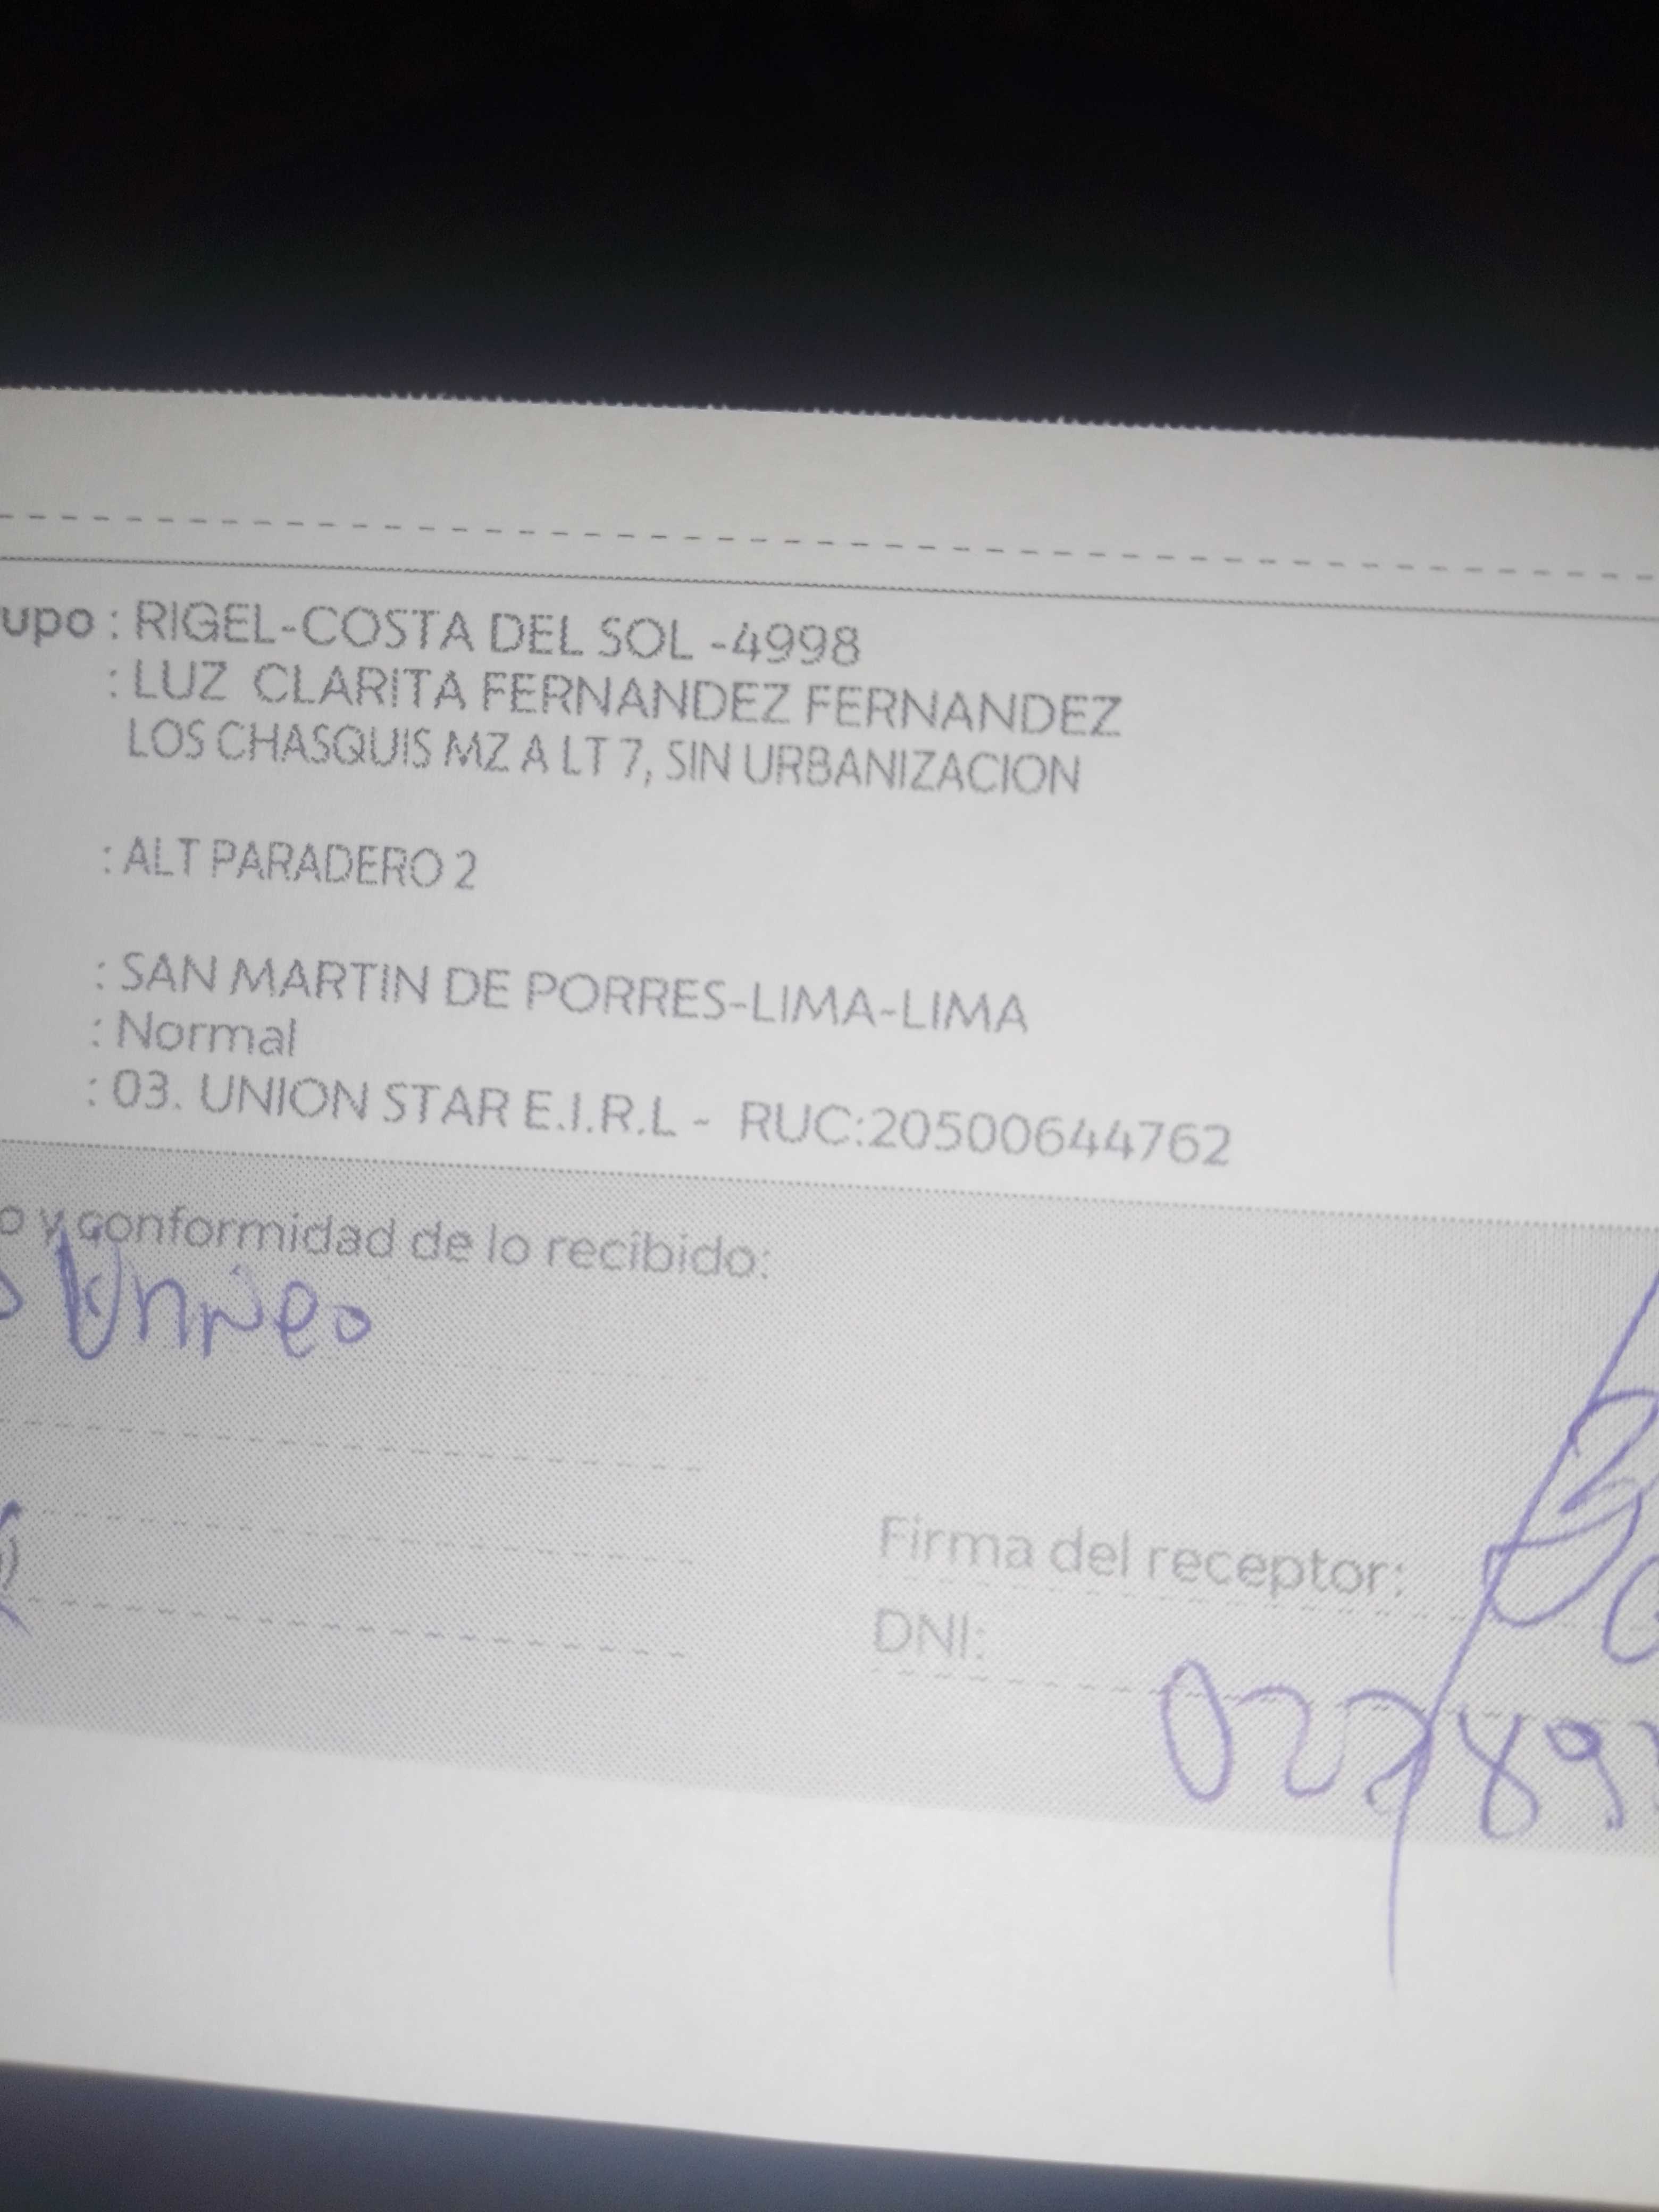 upo : RIGEL-COSTA DEL SOL -4998
: LUZ CLARITA FERNANDEZ FERNANDEZ
LOS CHASQUIS MZ A LT 7, SIN URBANIZACION
: ALT PARADERO 2
: SAN MARTIN DE PORRES-LIMA-LIMA
: Normal
: 03. UNION STAR E.I.R.L - RUC:20500644762
o y conformidad de lo recibido:
Firma del receptor:
DNI: